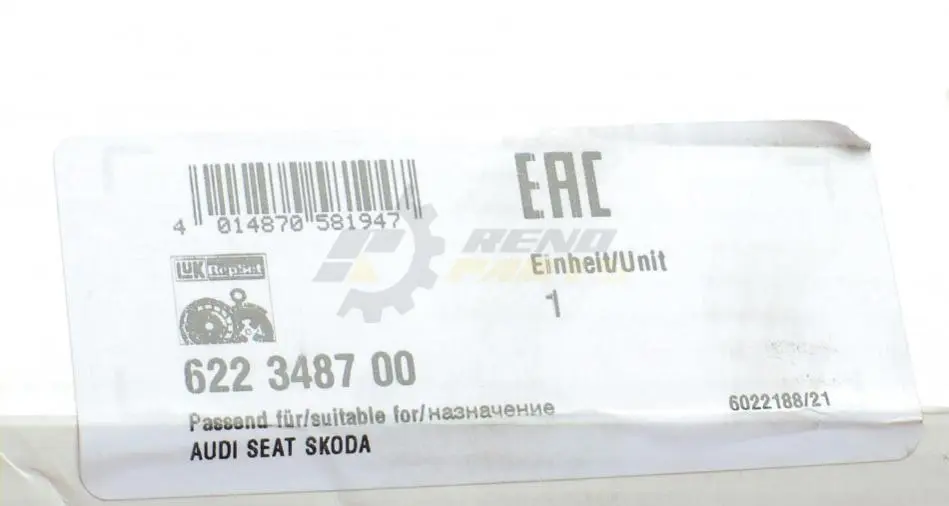 EAC
4 014870 581947
RENO
Einheit/Unit
LUK RepSet
1
622 3487 00
Passend für/suitable for/назначение
6022188/21
AUDI SEAT SKODA